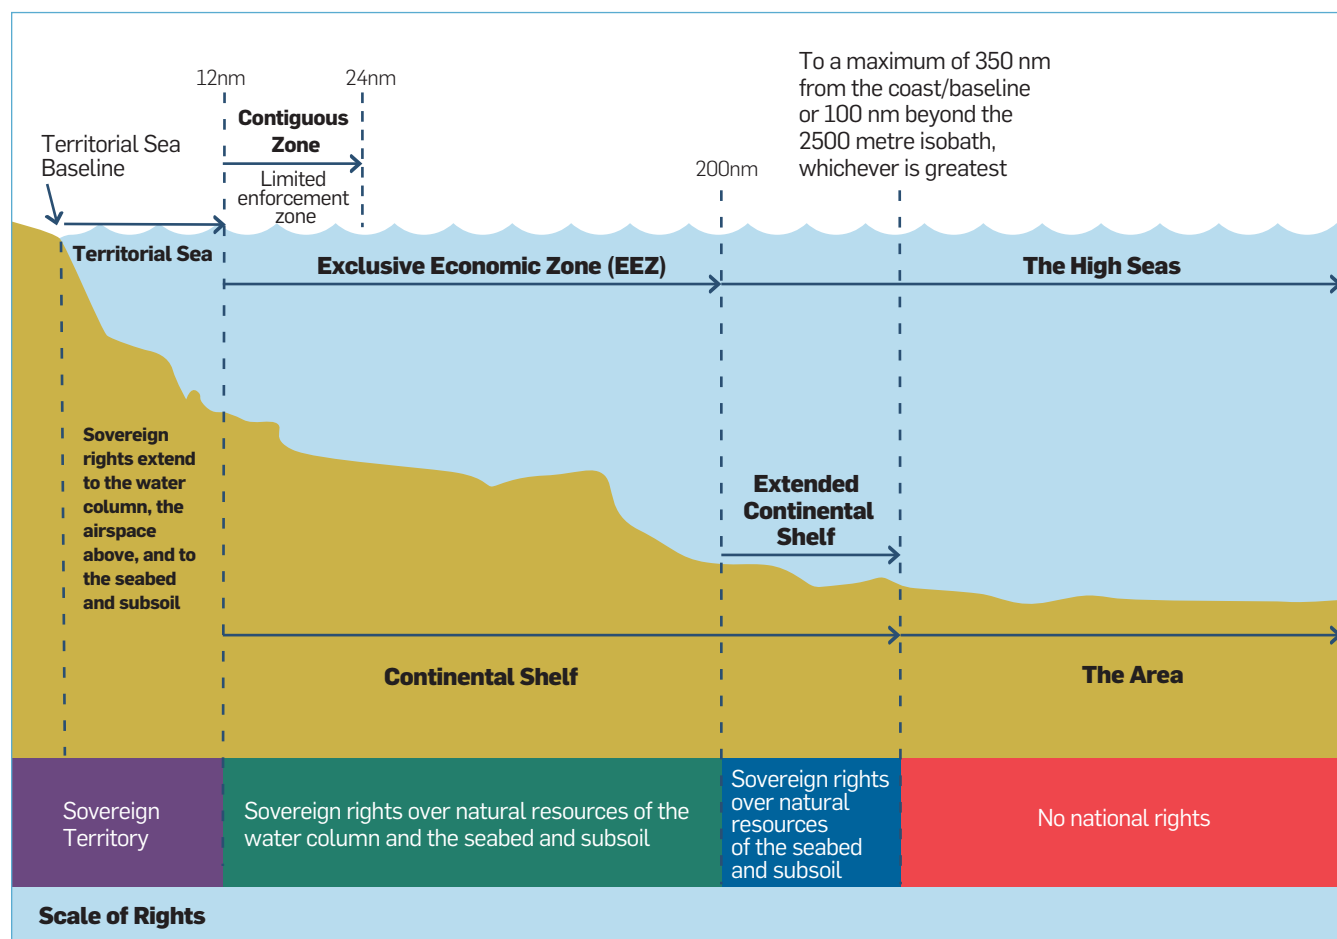 To a maximum of 350 nm
from the coast/baseline
or 100 nm beyond the
2500 metre isobath,
whichever is greatest
12nm
24nm
200nm
Contiguous
Zone
Limited
enforcement
zone
Territorial Sea
Baseline
Territorial Sea
Exclusive Economic Zone (EEZ)
The High Seas
Sovereign
rights extend
to the water
column, the
airspace
above, and to
the seabed
and subsoil
Extended
Continental
Shelf
Continental Shelf
The Area
Sovereign
Territory
Sovereign rights over natural resources of the
water column and the seabed and subsoil
Sovereign rights
over natural
resources
of the seabed
and subsoil
No national rights
Scale of Rights